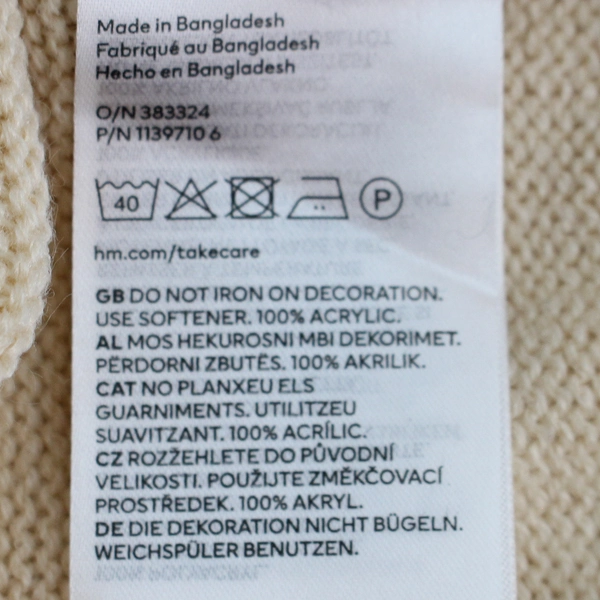 Made in Bangladesh
Fabriqué au Bangladesh
Hecho en Bangladesh
O/N 383324
P/N 1139710 6
40 P
hm.com/takecare
GB DO NOT IRON ON DECORATION.
USE SOFTENER. 100% ACRYLIC.
AL MOS HEKUROSNI MBI DEKORIMET.
PËRDORNI ZBUTËS. 100% AKRILIK.
CAT NO PLANXEU ELS
GUARNIMENTS. UTILITZEU
SUAVITZANT. 100% ACRÍLIC.
CZ ROZŽEHLETE DO PŮVODNÍ
VELIKOSTI. POUŽIJTE ZMĚKČOVACÍ
PROSTŘEDEK. 100% AKRYL.
DE DIE DEKORATION NICHT BÜGELN.
WEICHSPÜLER BENUTZEN.